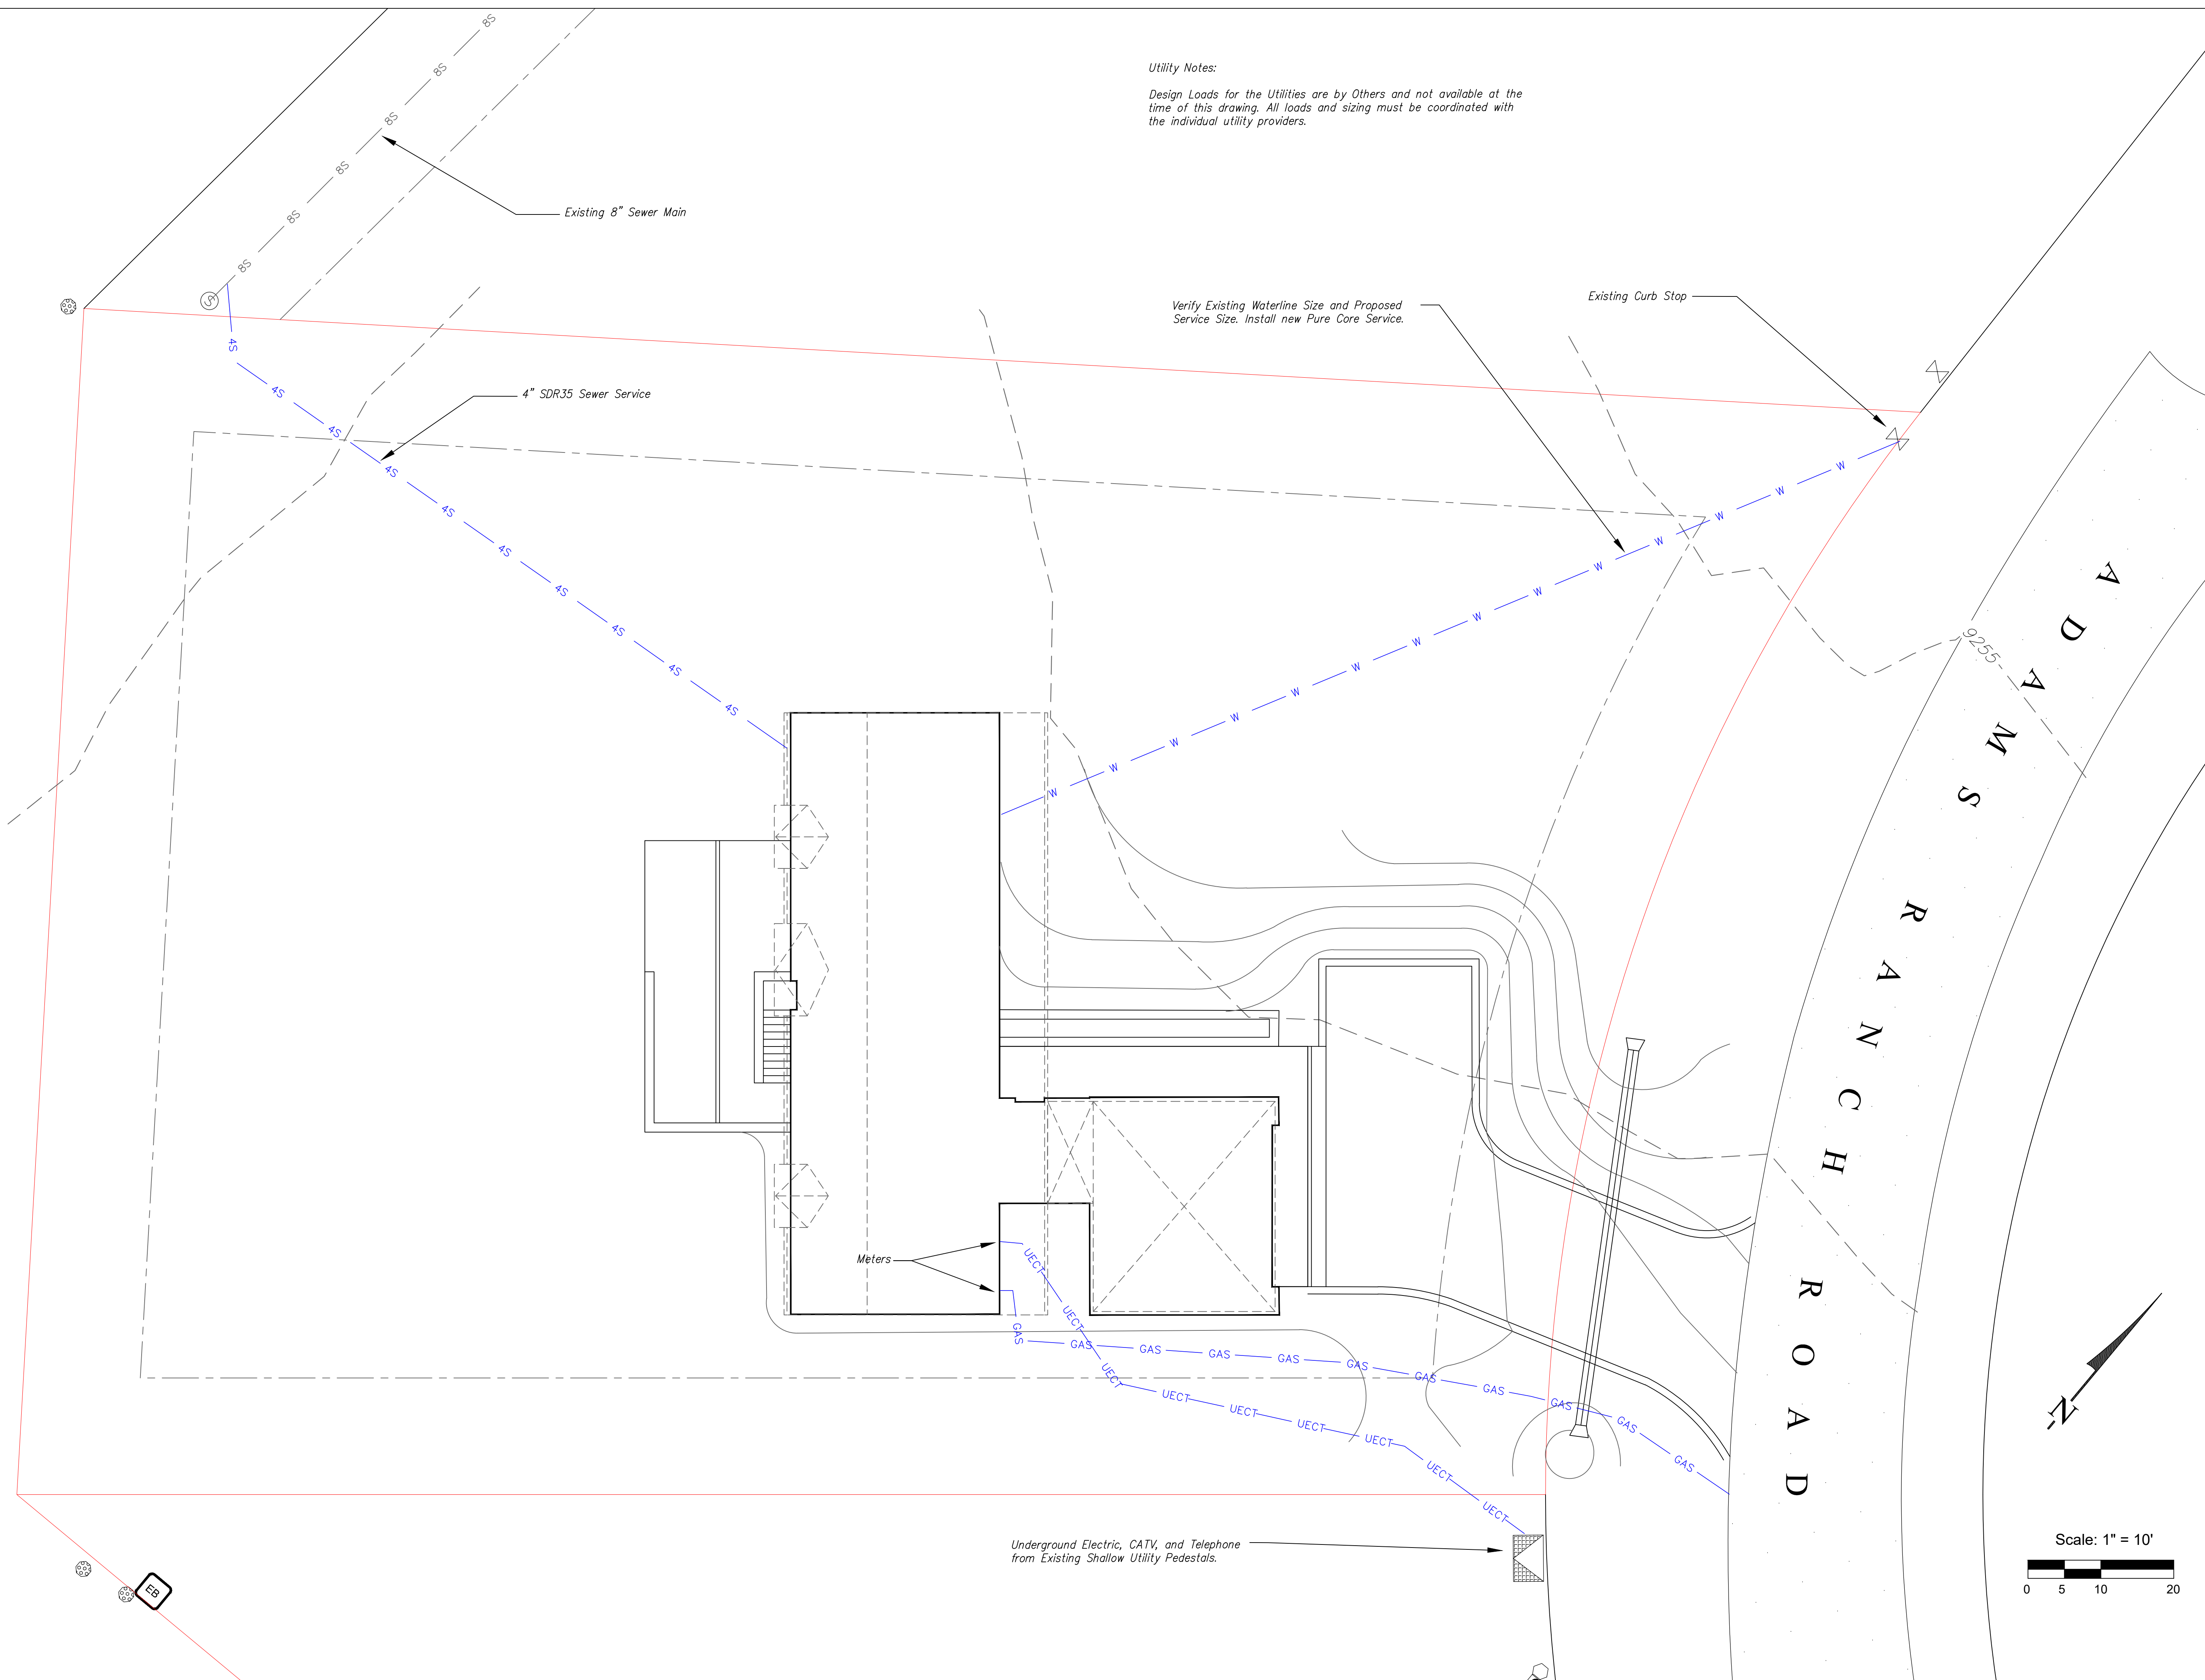 8S
8S
8S
8S
8S
8S
Utility Notes:
Design Loads for the Utilities are by Others and not available at the
time of this drawing. All loads and sizing must be coordinated with
the individual utility providers.
Existing 8" Sewer Main
S
Verify Existing Waterline Size and Proposed
Service Size. Install new Pure Core Service.
Existing Curb Stop
4" SDR35 Sewer Service
4S
4S
4S
4S
4S
4S
4S
4S
4S
4S
W
W
W
W
W
W
W
W
W
W
W
W
W
W
9255
ADAMS RANCH ROAD
Meters
UECT
UECT
UECT
UECT
UECT
UECT
UECT
UECT
UECT
GAS
GAS
GAS
GAS
GAS
GAS
GAS
GAS
GAS
GAS
GAS
Underground Electric, CATV, and Telephone
from Existing Shallow Utility Pedestals.
EB
N
Scale: 1" = 10'
0 5 10 20